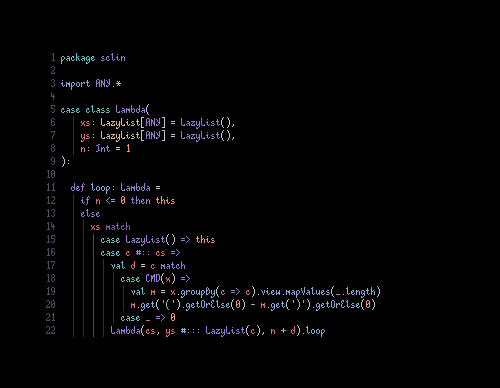 1 package sclin
2
3 import ANY.*
4
5 case class Lambda(
6 xs: LazyList[ANY] = LazyList(),
7 ys: LazyList[ANY] = LazyList(),
8 n: Int = 1
9 ):
10
11 def loop: Lambda =
12 if n <= 0 then this
13 else
14 xs match
15 case LazyList() => this
16 case c #:: cs =>
17 val d = c match
18 case CMD(x) =>
19 val m = x.groupBy(c => c).view.mapValues(_.length)
20 m.get('(').getOrElse(0) - m.get(')').getOrElse(0)
21 case _ => 0
22 Lambda(cs, ys #::: LazyList(c), n + d).loop